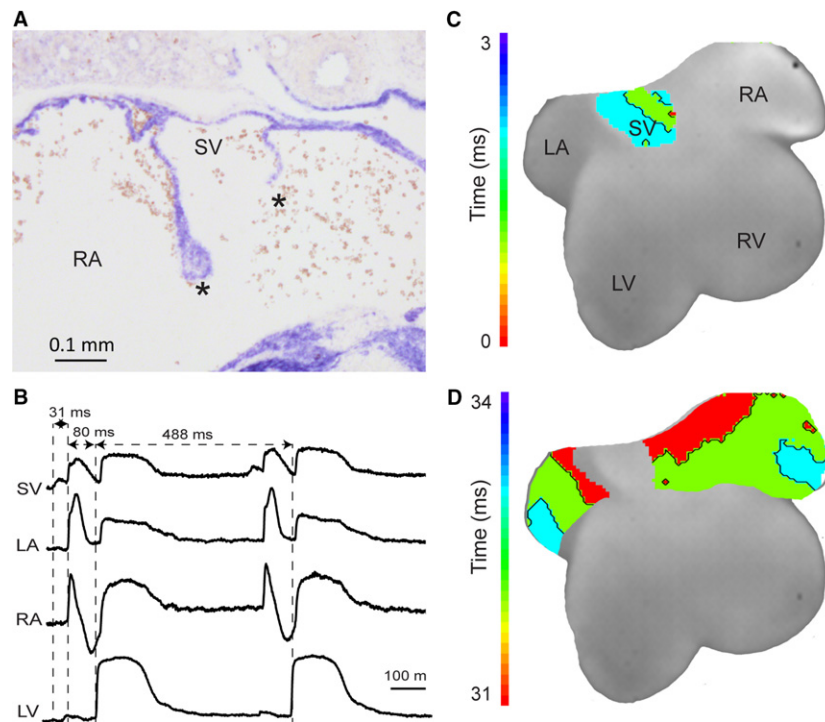 A
SV
*
RA
*
0.1 mm
B
31 ms
80 ms
488 ms
SV
LA
RA
100 m
LV
C
3
Time (ms)
0
RA
SV
LA
RV
LV
D
34
Time (ms)
31